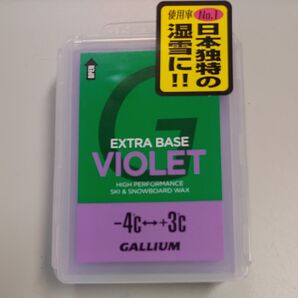 使用率
No.1
日本独特の
湿雪に!!
OPEN
EXTRA BASE
VIOLET
HIGH PERFORMANCE
SKI & SNOWBOARD WAX
-4c↔+3c
GALLIUM